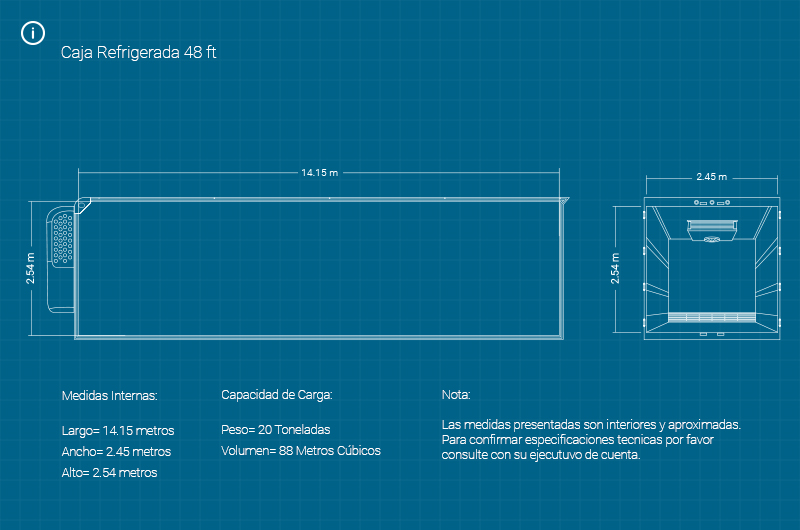 i
Caja Refrigerada 48 ft
14.15 m
2.45 m
2.54 m
2.54 m
Medidas Internas:
Largo= 14.15 metros
Ancho= 2.45 metros
Alto= 2.54 metros
Capacidad de Carga:
Peso= 20 Toneladas
Volumen= 88 Metros Cúbicos
Nota:
Las medidas presentadas son interiores y aproximadas.
Para confirmar especificaciones tecnicas por favor
consulte con su ejecutuvo de cuenta.